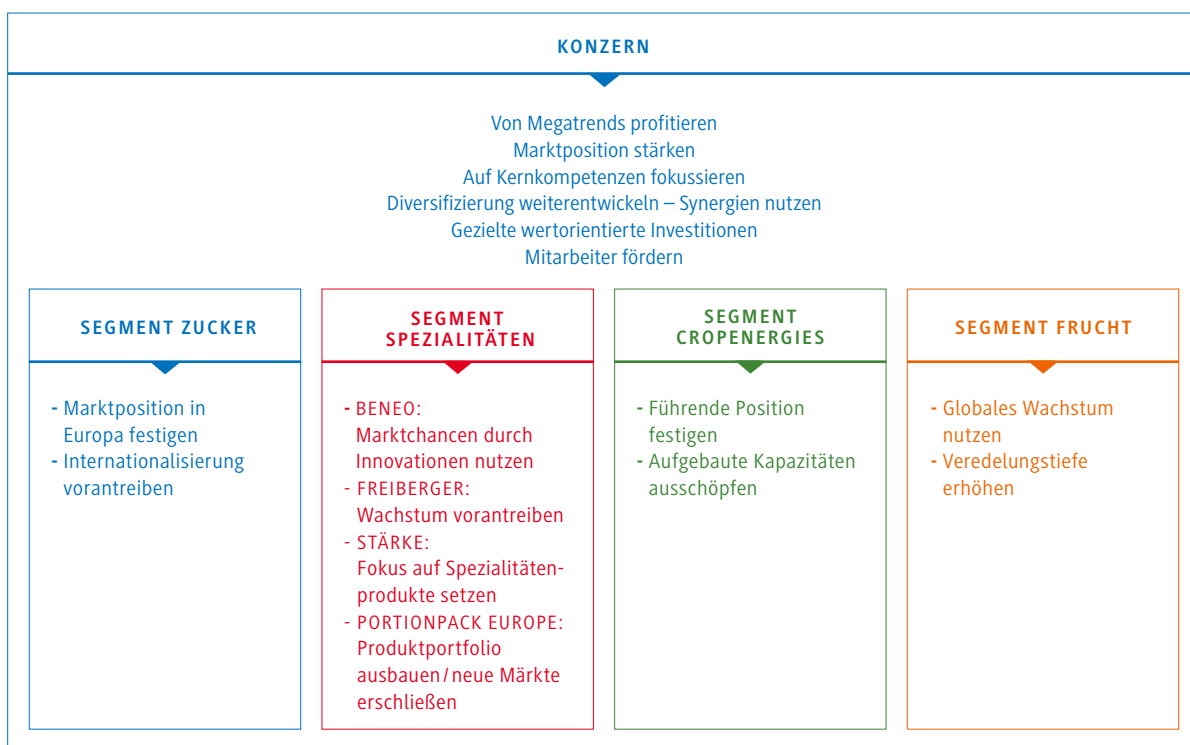 KONZERN
Von Megatrends profitieren
Marktposition stärken
Auf Kernkompetenzen fokussieren
Diversifizierung weiterentwickeln – Synergien nutzen
Gezielte wertorientierte Investitionen
Mitarbeiter fördern
SEGMENT ZUCKER
- Marktposition in
Europa festigen
- Internationalisierung
vorantreiben
SEGMENT
SPEZIALITÄTEN
- BENEO:
Marktchancen durch
Innovationen nutzen
- FREIBERGER:
Wachstum vorantreiben
- STÄRKE:
Fokus auf Spezialitäten-
produkte setzen
- PORTIONPACK EUROPE:
Produktportfolio
ausbauen / neue Märkte
erschließen
SEGMENT
CROPENERGIES
- Führende Position
festigen
- Aufgebaute Kapazitäten
ausschöpfen
SEGMENT FRUCHT
- Globales Wachstum
nutzen
- Veredelungstiefe
erhöhen